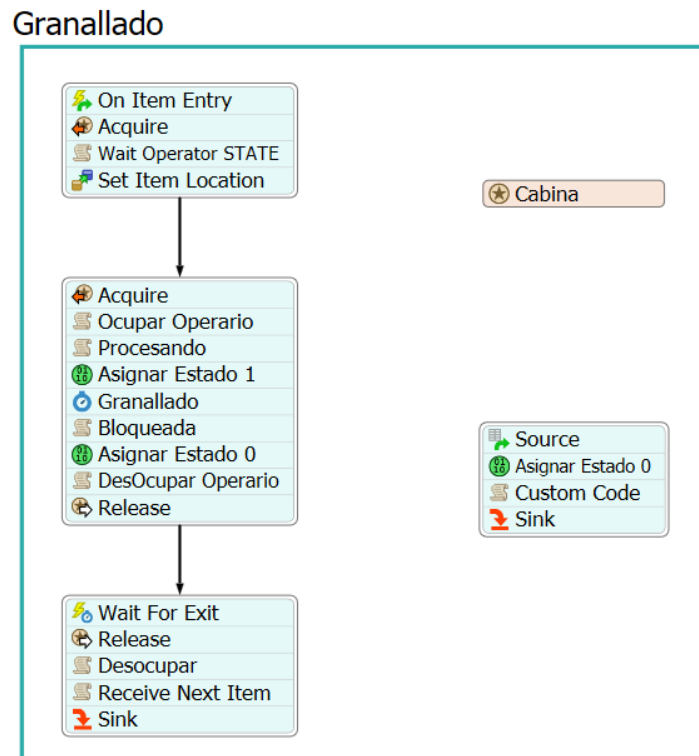 Granallado
On Item Entry
Acquire
Wait Operator STATE
Set Item Location
Cabina
Acquire
Ocupar Operario
Procesando
Asignar Estado 1
Granallado
Bloqueada
Asignar Estado 0
DesOcupar Operario
Release
Source
Asignar Estado 0
Custom Code
Sink
Wait For Exit
Release
Desocupar
Receive Next Item
Sink